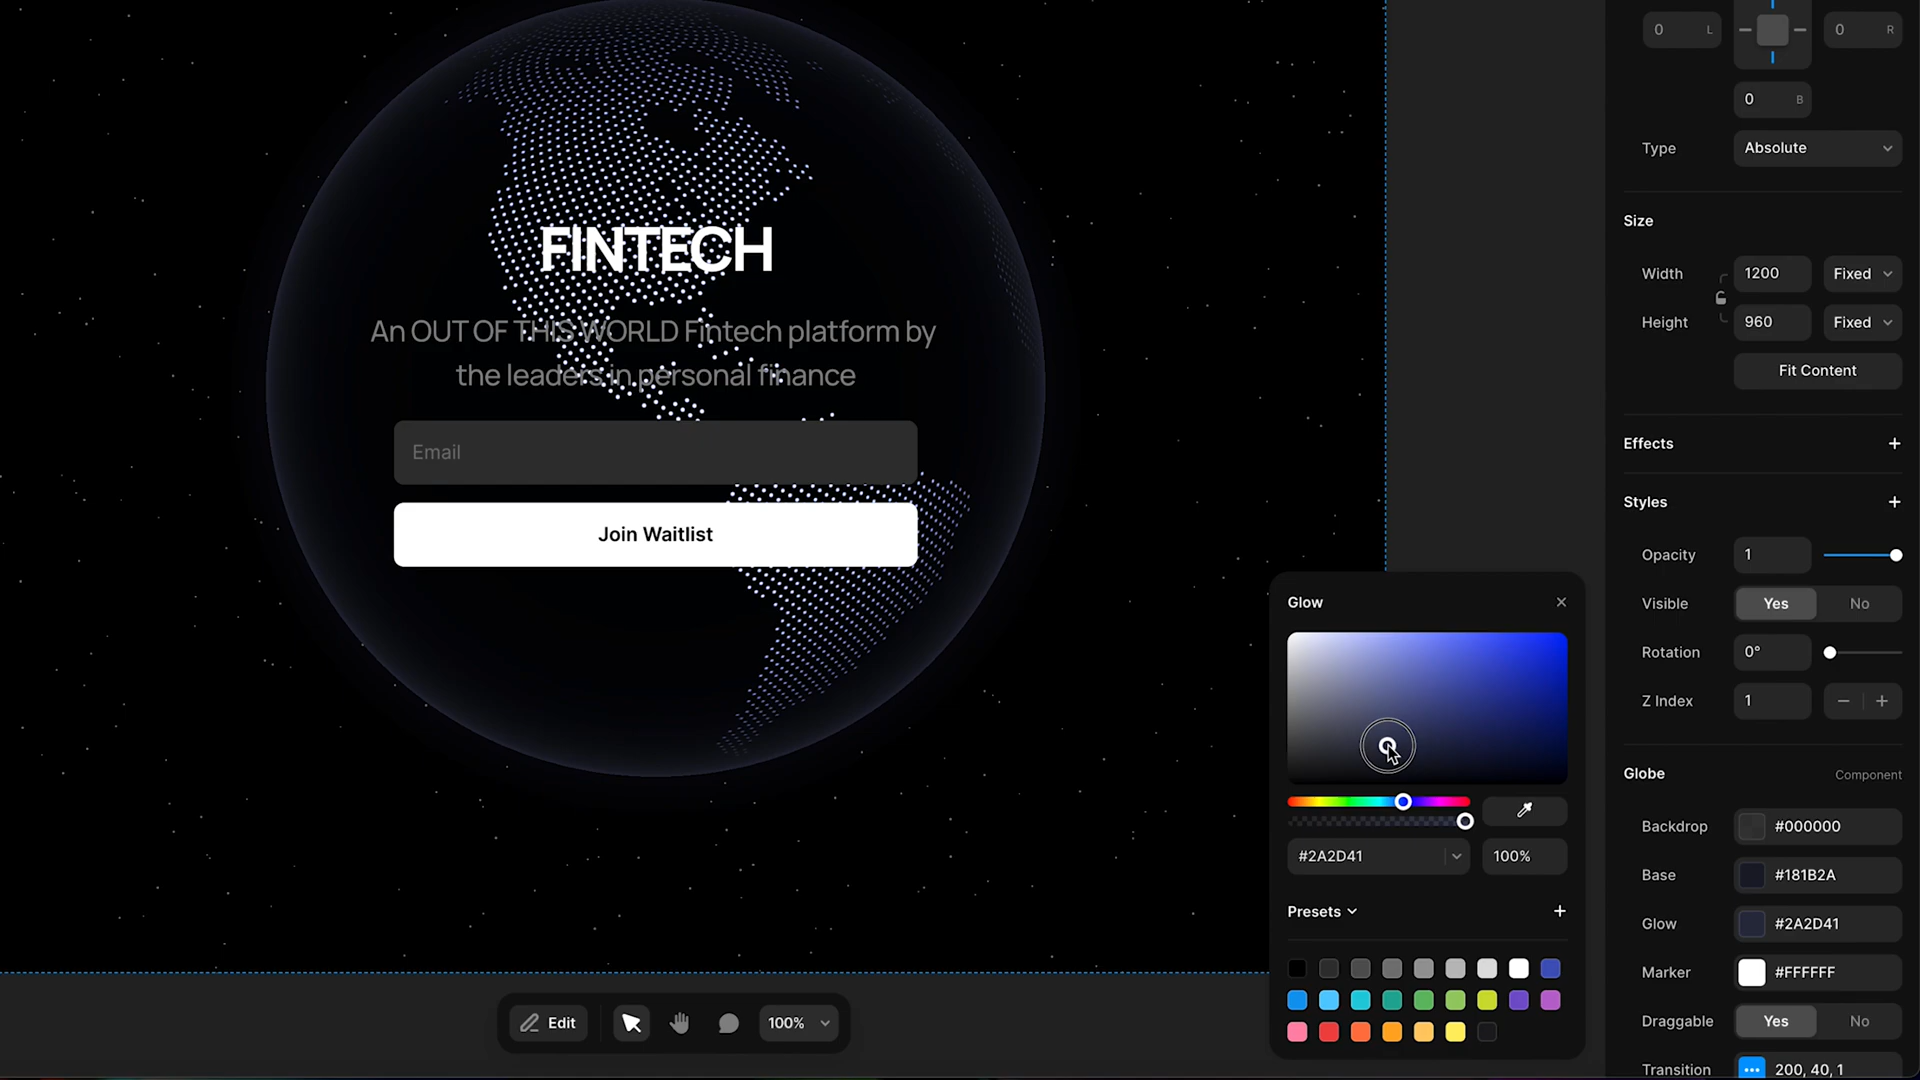 0 L
0 R
0 B
Type Absolute
Size
Width 1200 Fixed
Height 960 Fixed
Fit Content
Effects
Styles
Opacity 1
Visible Yes No
Rotation 0°
Z Index 1
Globe Component
Backdrop #000000
Base #181B2A
Glow #2A2D41
Marker #FFFFFF
Draggable Yes No
Transition 200, 40, 1
FINTECH
An OUT OF THIS WORLD Fintech platform by
the leaders in personal finance
Email
Join Waitlist
Glow
#2A2D41 100%
Presets
Edit 100%